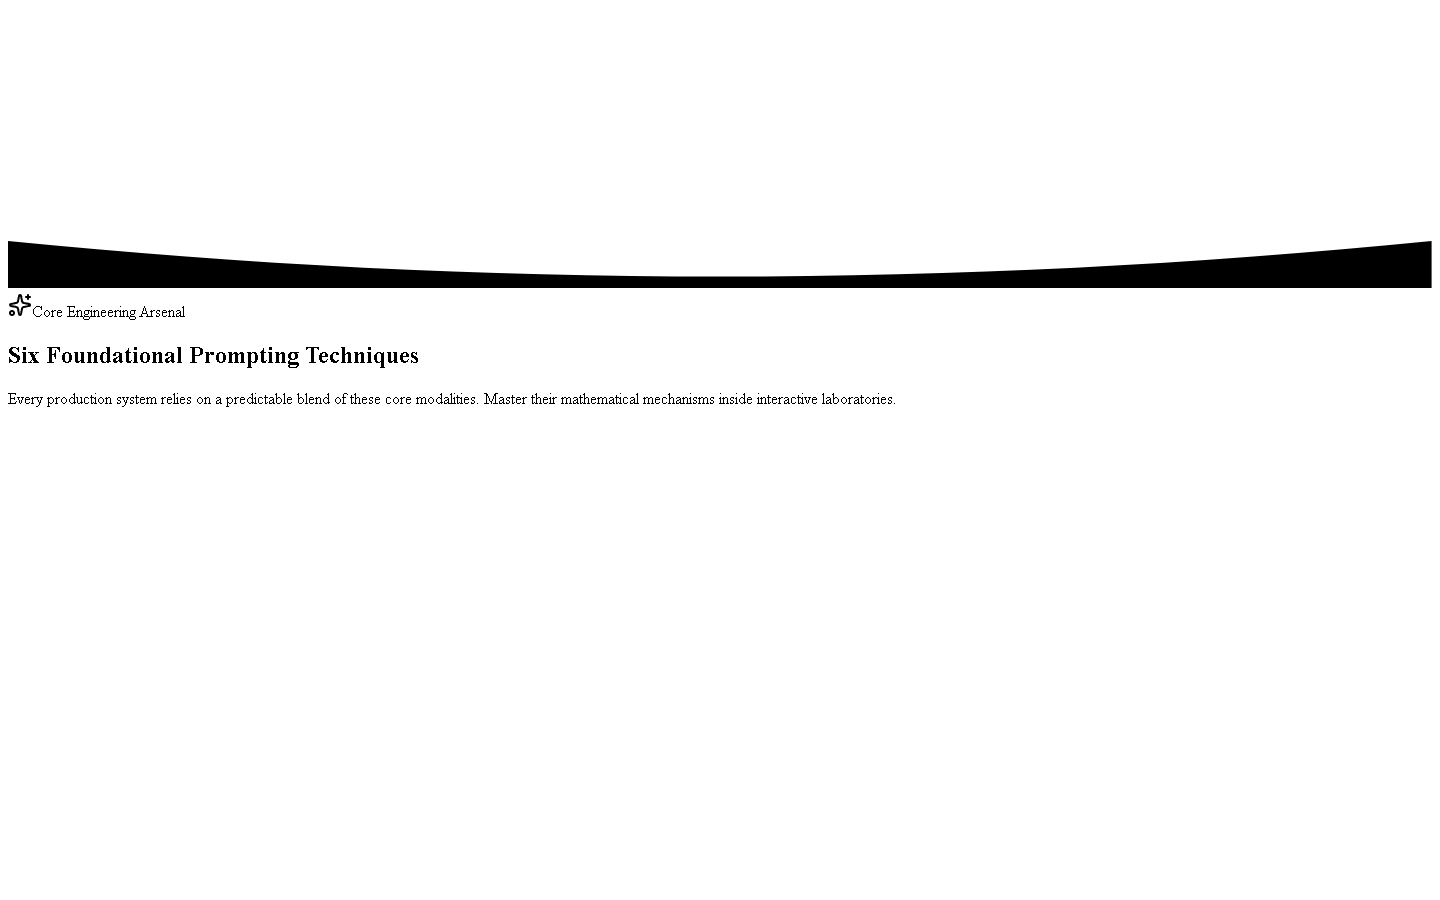 Core Engineering Arsenal
Six Foundational Prompting Techniques
Every production system relies on a predictable blend of these core modalities. Master their mathematical mechanisms inside interactive laboratories.